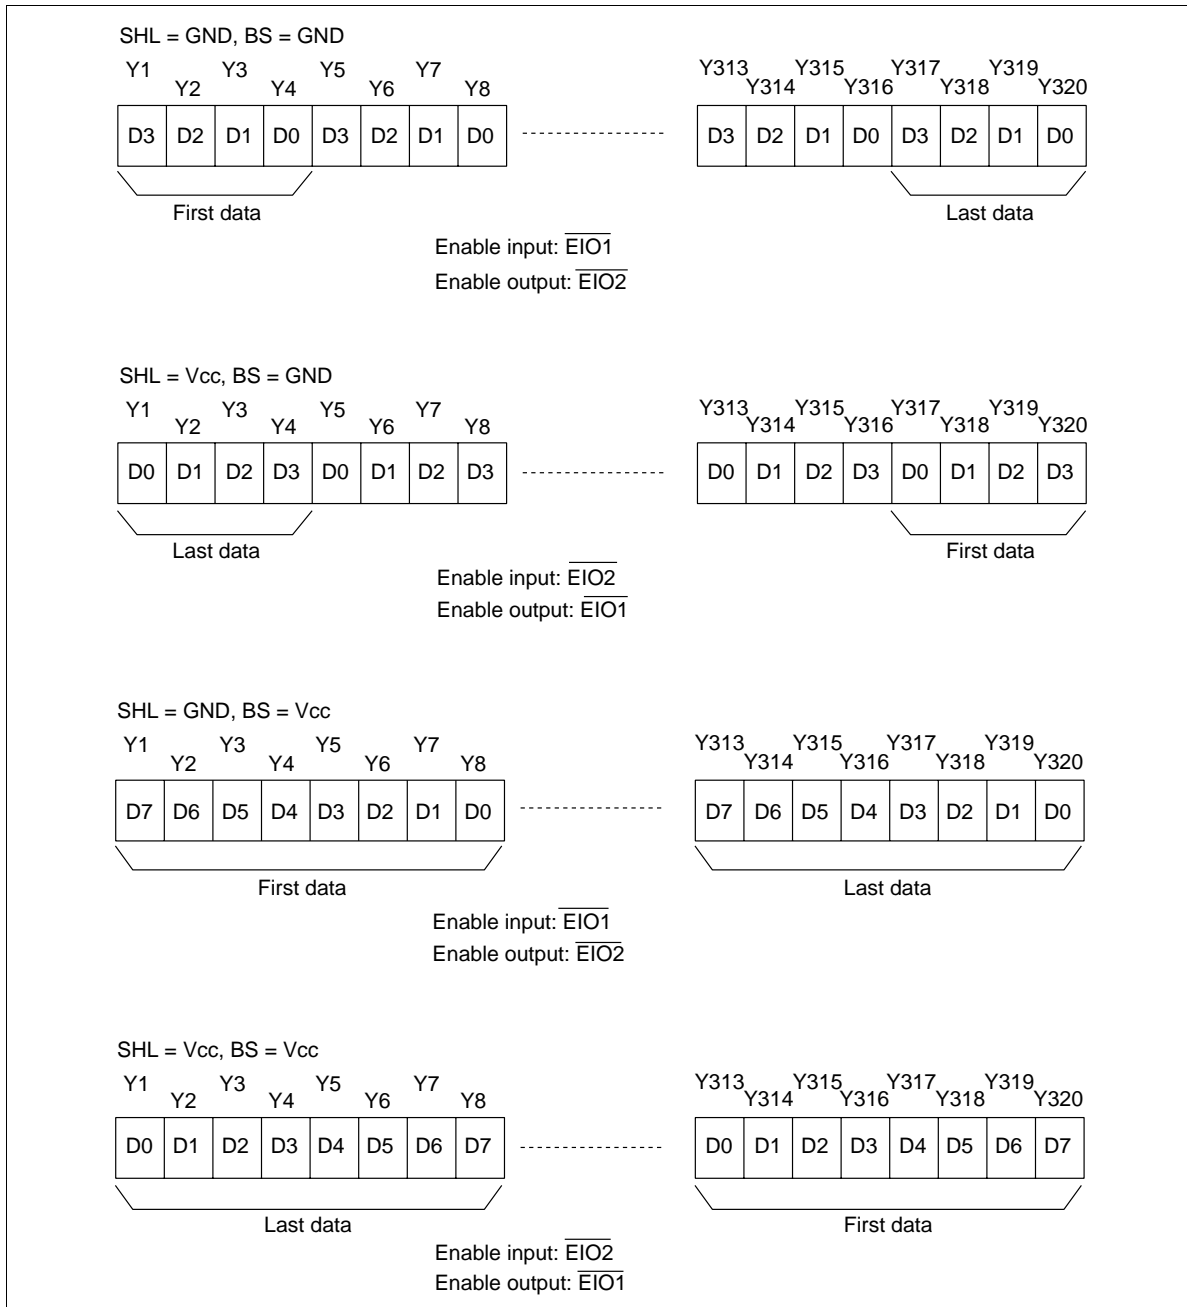 SHL = GND, BS = GND
Y1 Y2 Y3 Y4 Y5 Y6 Y7 Y8 Y313 Y314 Y315 Y316 Y317 Y318 Y319 Y320
D3 D2 D1 D0 D3 D2 D1 D0 D3 D2 D1 D0 D3 D2 D1 D0
First data Last data
Enable input: EIO1
Enable output: EIO2
SHL = Vcc, BS = GND
Y1 Y2 Y3 Y4 Y5 Y6 Y7 Y8 Y313 Y314 Y315 Y316 Y317 Y318 Y319 Y320
D0 D1 D2 D3 D0 D1 D2 D3 D0 D1 D2 D3 D0 D1 D2 D3
Last data First data
Enable input: EIO2
Enable output: EIO1
SHL = GND, BS = Vcc
Y1 Y2 Y3 Y4 Y5 Y6 Y7 Y8 Y313 Y314 Y315 Y316 Y317 Y318 Y319 Y320
D7 D6 D5 D4 D3 D2 D1 D0 D7 D6 D5 D4 D3 D2 D1 D0
First data Last data
Enable input: EIO1
Enable output: EIO2
SHL = Vcc, BS = Vcc
Y1 Y2 Y3 Y4 Y5 Y6 Y7 Y8 Y313 Y314 Y315 Y316 Y317 Y318 Y319 Y320
D0 D1 D2 D3 D4 D5 D6 D7 D0 D1 D2 D3 D4 D5 D6 D7
Last data First data
Enable input: EIO2
Enable output: EIO1